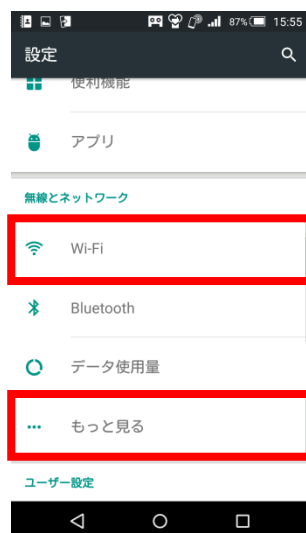 87% 15:55
設定
便利機能
アプリ
無線とネットワーク
Wi-Fi
Bluetooth
データ使用量
もっと見る
ユーザー設定